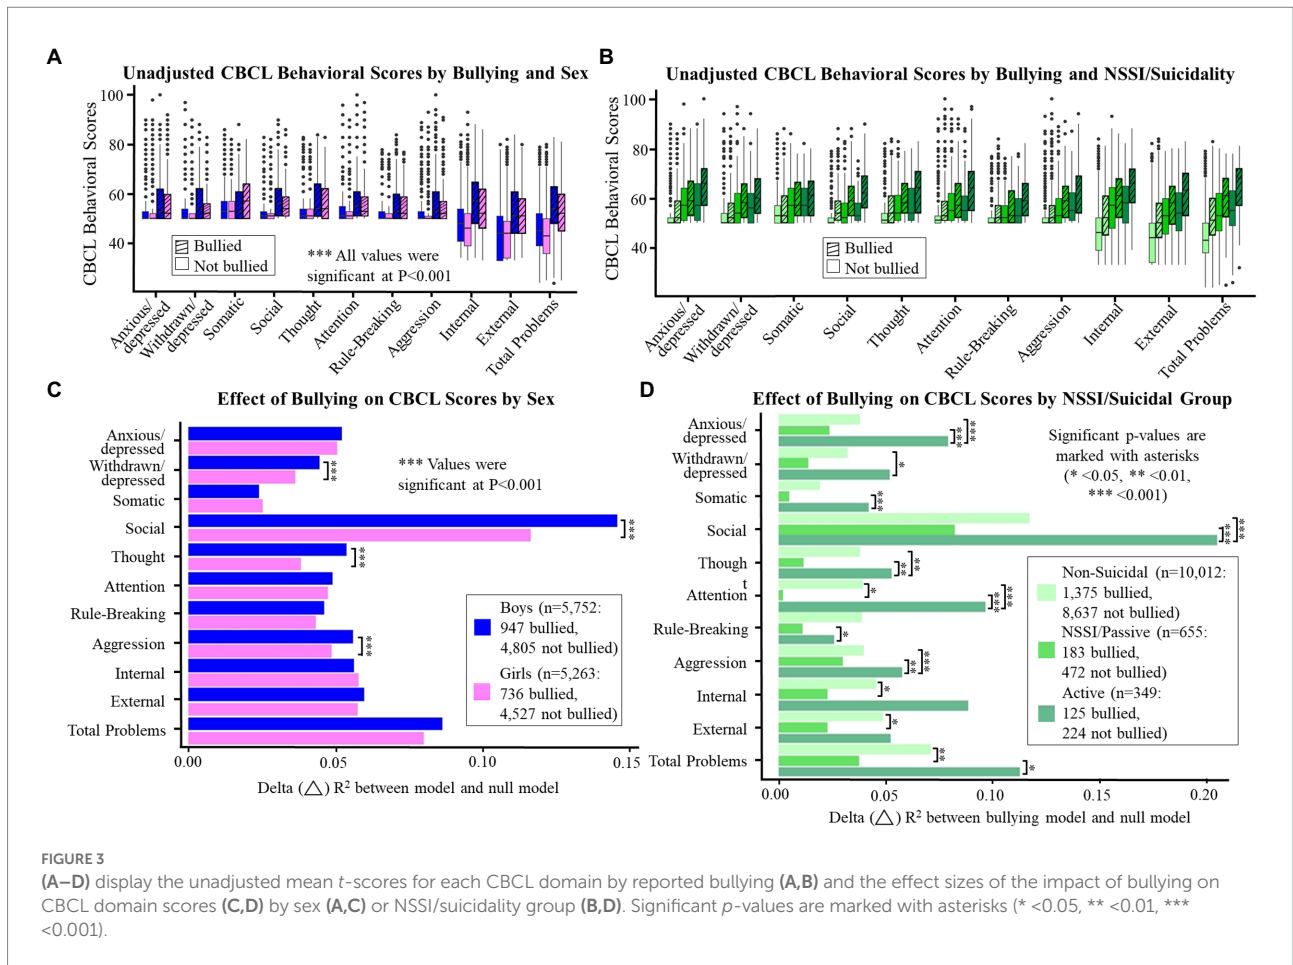 A
Unadjusted CBCL Behavioral Scores by Bullying and Sex
CBCL Behavioral Scores
100
80
60
40
Bullied
Not bullied
*** All values were
significant at P<0.001
Anxious/
depressed
Withdrawn/
depressed
Somatic
Social
Thought
Attention
Rule-Breaking
Aggression
Internal
External
Total Problems
B
Unadjusted CBCL Behavioral Scores by Bullying and NSSI/Suicidality
CBCL Behavioral Scores
100
80
60
40
Bullied
Not bullied
Anxious/
depressed
Withdrawn/
depressed
Somatic
Social
Thought
Attention
Rule-Breaking
Aggression
Internal
External
Total Problems
C
Effect of Bullying on CBCL Scores by Sex
Anxious/
depressed
Withdrawn/
depressed
***
Somatic
Social
***
Thought
***
Attention
Rule-Breaking
Aggression
***
Internal
External
Total Problems
*** Values were
significant at P<0.001
Boys (n=5,752:
947 bullied,
4,805 not bullied)
Girls (n=5,263:
736 bullied,
4,527 not bullied)
0.00
0.05
0.10
0.15
Delta (△) R² between model and null model
D
Effect of Bullying on CBCL Scores by NSSI/Suicidal Group
Anxious/
depressed
*** ***
Withdrawn/
depressed
*
Somatic
***
Social
*** ***
Though
t
** **
Attention
*
*** ***
Rule-Breaking
*
Aggression
** ***
Internal
*
External
*
Total Problems
**
*
Significant p-values are
marked with asterisks
(* <0.05, ** <0.01,
*** <0.001)
Non-Suicidal (n=10,012:
1,375 bullied,
8,637 not bullied)
NSSI/Passive (n=655:
183 bullied,
472 not bullied)
Active (n=349:
125 bullied,
224 not bullied)
0.00
0.05
0.10
0.15
0.20
Delta (△) R² between bullying model and null model
FIGURE 3
(A–D) display the unadjusted mean t-scores for each CBCL domain by reported bullying (A,B) and the effect sizes of the impact of bullying on
CBCL domain scores (C,D) by sex (A,C) or NSSI/suicidality group (B,D). Significant p-values are marked with asterisks (* <0.05, ** <0.01, ***
<0.001).